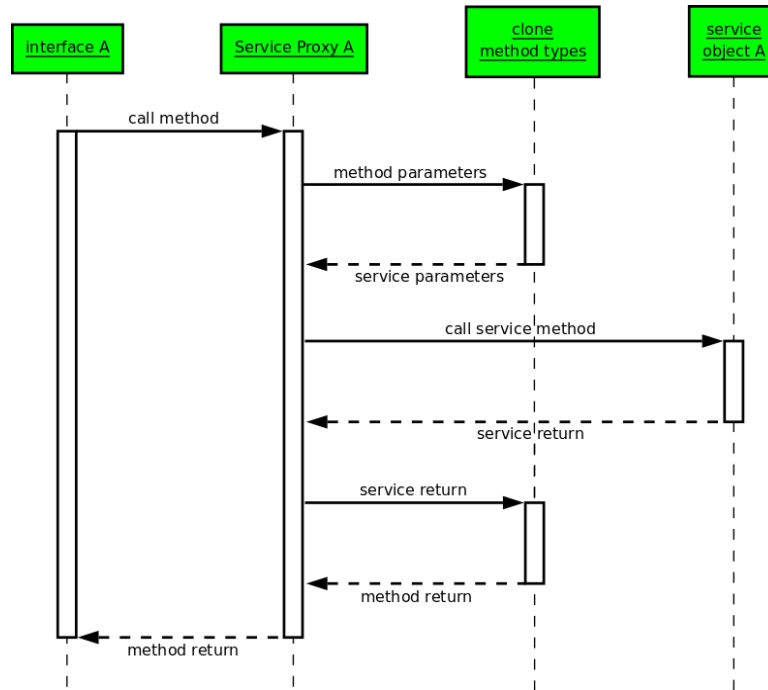 interface A
Service Proxy A
clone
method types
service
object A
call method
method parameters
service parameters
call service method
service return
service return
method return
method return